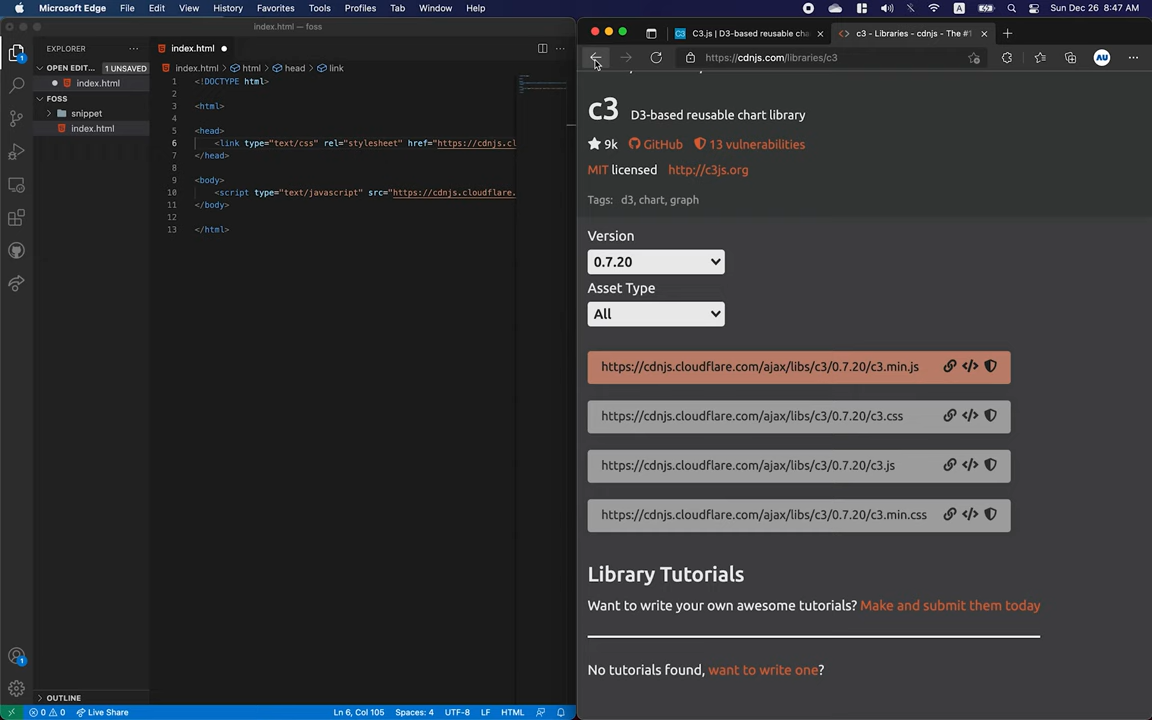 Microsoft Edge File Edit View History Favorites Tools Profiles Tab Window Help
A
Sun Dec 26 8:47 AM
index.html — foss
EXPLORER
OPEN EDIT... 1 UNSAVED
index.html
FOSS
snippet
index.html
index.html
index.html > html > head > link
1 <!DOCTYPE html>
2
3 <html>
4
5 <head>
6 <link type="text/css" rel="stylesheet" href="https://cdnjs.cl
7 </head>
8
9 <body>
10 <script type="text/javascript" src="https://cdnjs.cloudflare.
11 </body>
12
13 </html>
1
1
OUTLINE
0 0 Live Share Ln 6, Col 105 Spaces: 4 UTF-8 LF HTML
C3.js | D3-based reusable cha
c3 - Libraries - cdnjs - The #1
https://cdnjs.com/libraries/c3
AU
c3 D3-based reusable chart library
9k GitHub 13 vulnerabilities
MIT licensed http://c3js.org
Tags: d3, chart, graph
Version
0.7.20
Asset Type
All
https://cdnjs.cloudflare.com/ajax/libs/c3/0.7.20/c3.min.js
https://cdnjs.cloudflare.com/ajax/libs/c3/0.7.20/c3.css
https://cdnjs.cloudflare.com/ajax/libs/c3/0.7.20/c3.js
https://cdnjs.cloudflare.com/ajax/libs/c3/0.7.20/c3.min.css
Library Tutorials
Want to write your own awesome tutorials? Make and submit them today
No tutorials found, want to write one?